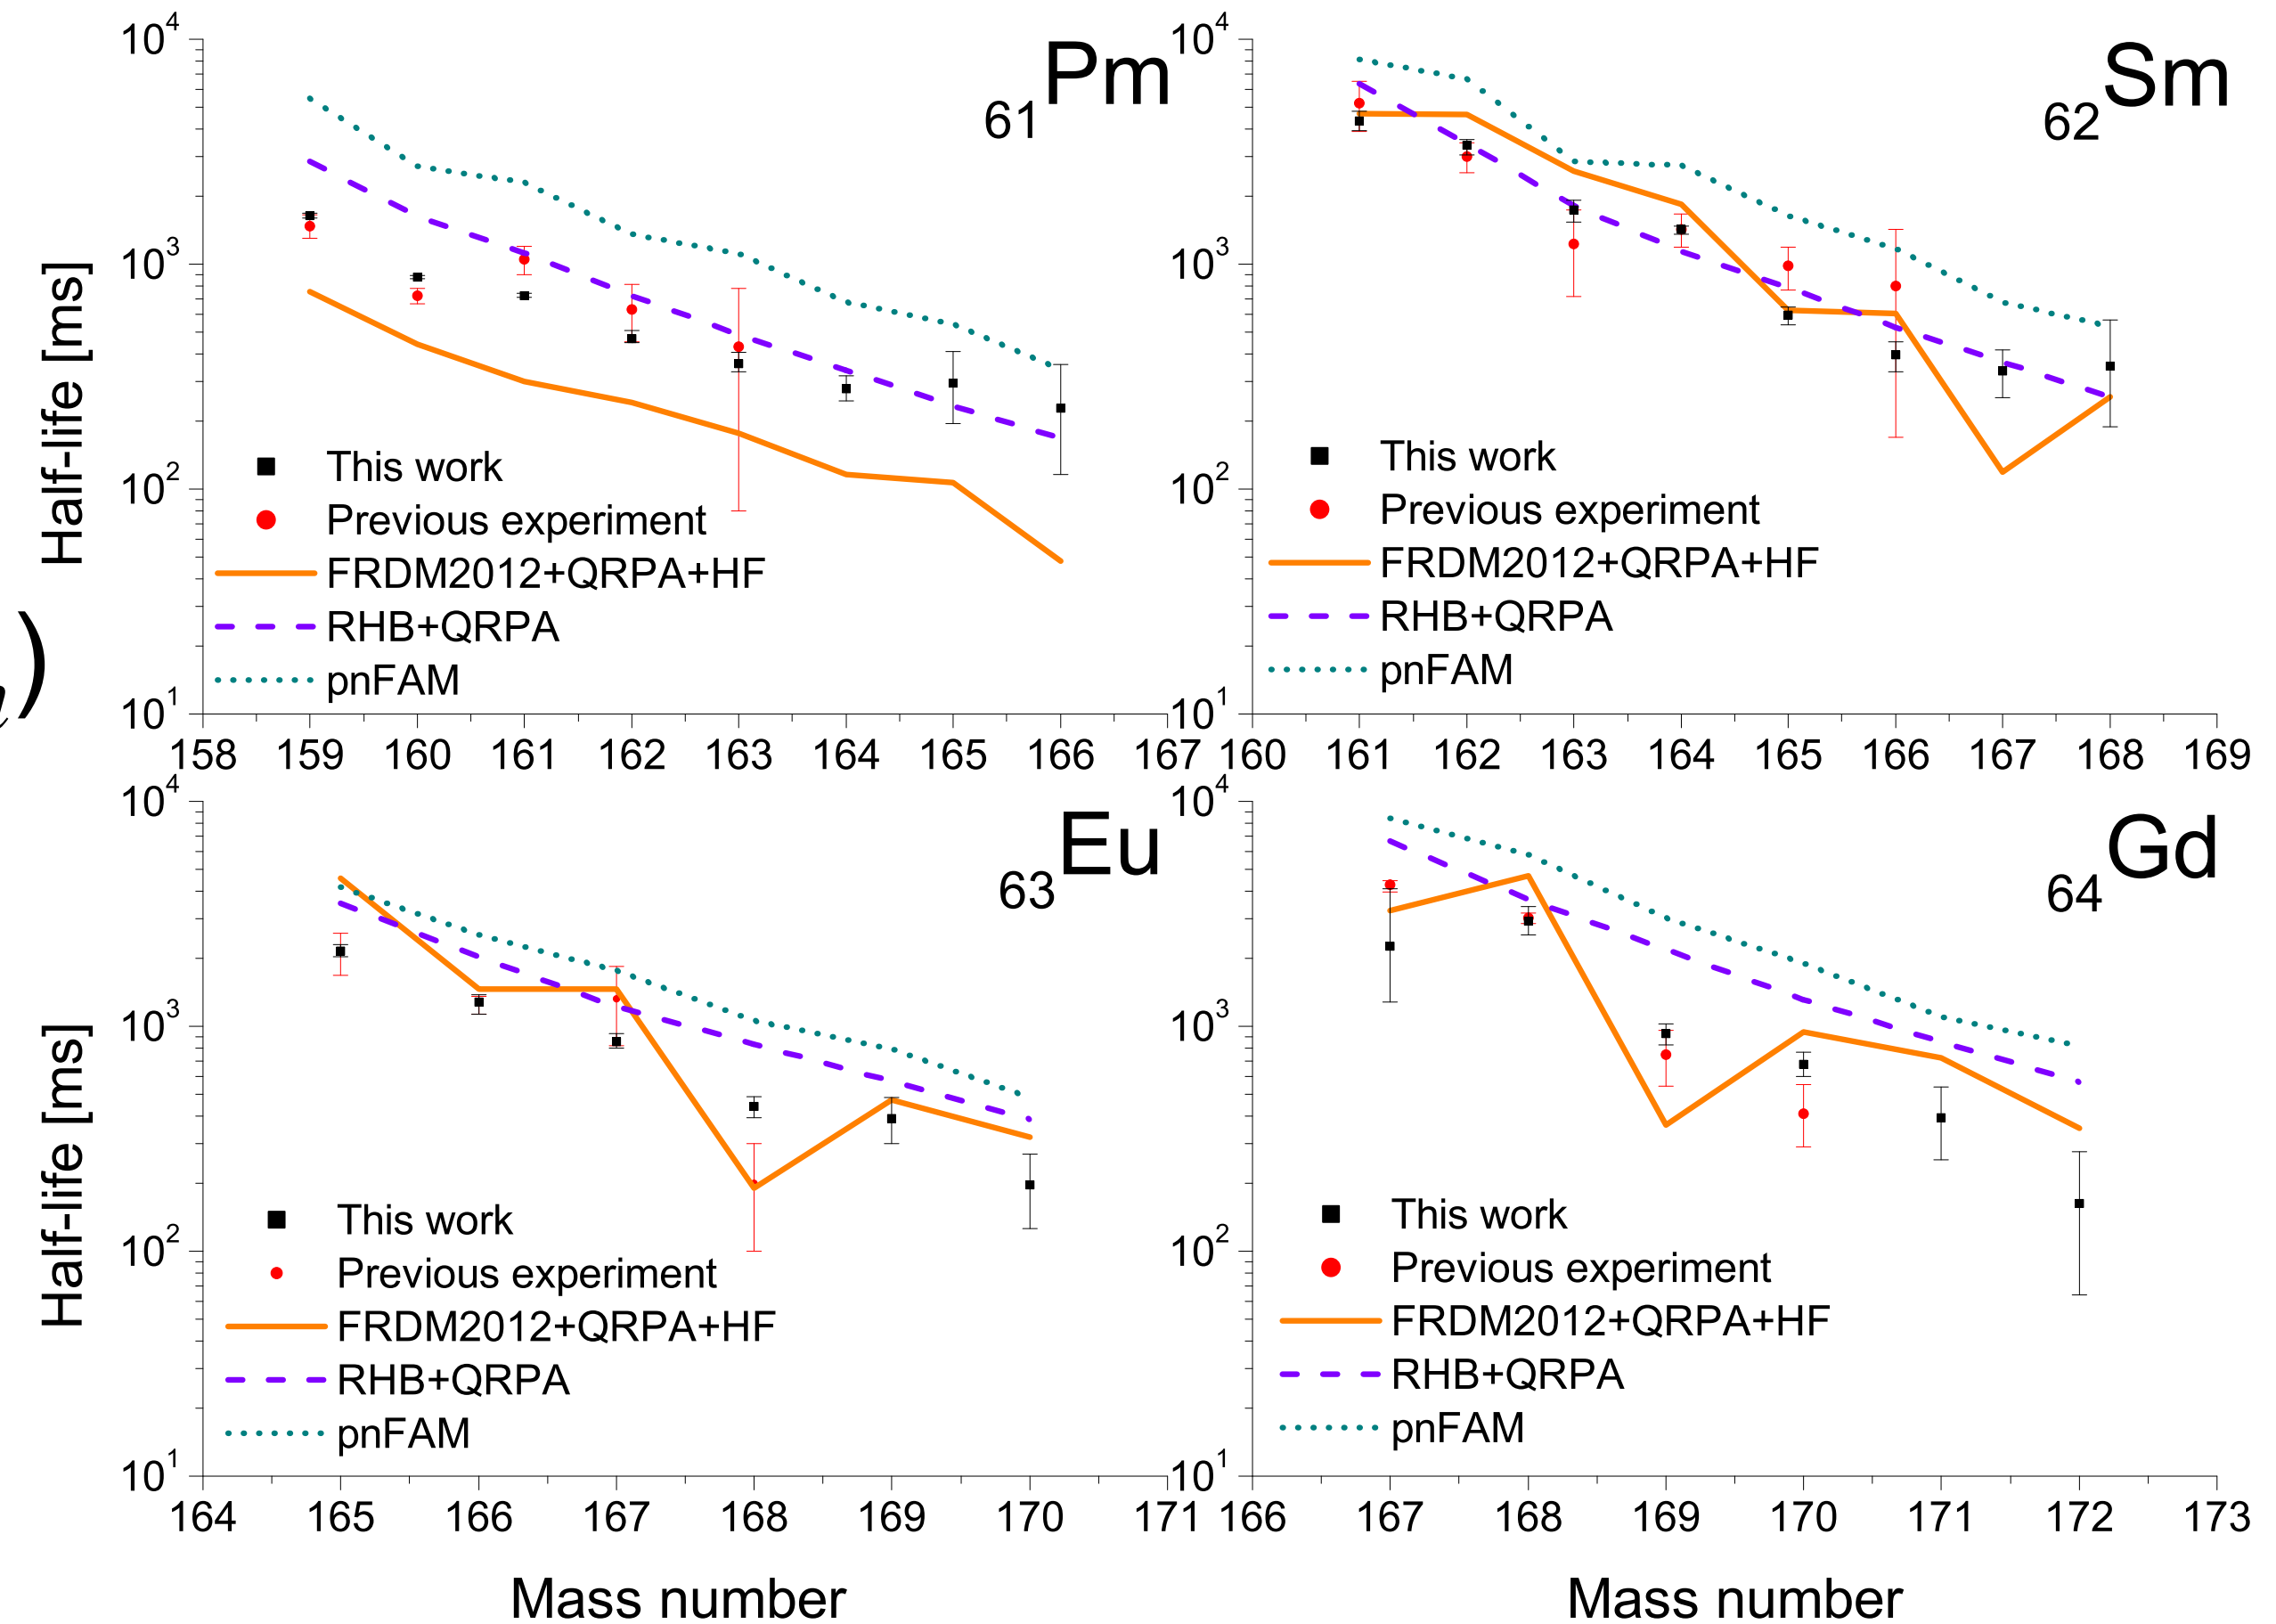 10^4
10^3
10^2
10^1
Half-life [ms]
61Pm
This work
Previous experiment
FRDM2012+QRPA+HF
RHB+QRPA
pnFAM
158 159 160 161 162 163 164 165 166 167
10^4
10^3
10^2
10^1
62Sm
This work
Previous experiment
FRDM2012+QRPA+HF
RHB+QRPA
pnFAM
160 161 162 163 164 165 166 167 168 169
)
10^4
10^3
10^2
10^1
Half-life [ms]
63Eu
This work
Previous experiment
FRDM2012+QRPA+HF
RHB+QRPA
pnFAM
164 165 166 167 168 169 170 171
Mass number
10^4
10^3
10^2
10^1
64Gd
This work
Previous experiment
FRDM2012+QRPA+HF
RHB+QRPA
pnFAM
166 167 168 169 170 171 172 173
Mass number